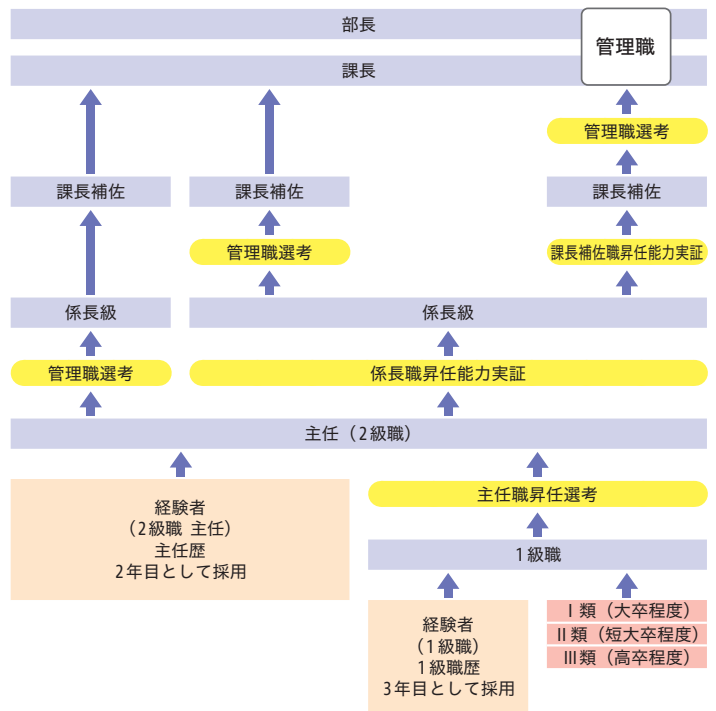 部長
管理職
課長
管理職選考
課長補佐
課長補佐
課長補佐
管理職選考
課長補佐職昇任能力実証
係長級
係長級
管理職選考
係長職昇任能力実証
主任（2級職）
経験者
（2級職 主任）
主任歴
2年目として採用
主任職昇任選考
1級職
経験者
（1級職）
1級職歴
3年目として採用
Ⅰ類（大卒程度）
Ⅱ類（短大卒程度）
Ⅲ類（高卒程度）